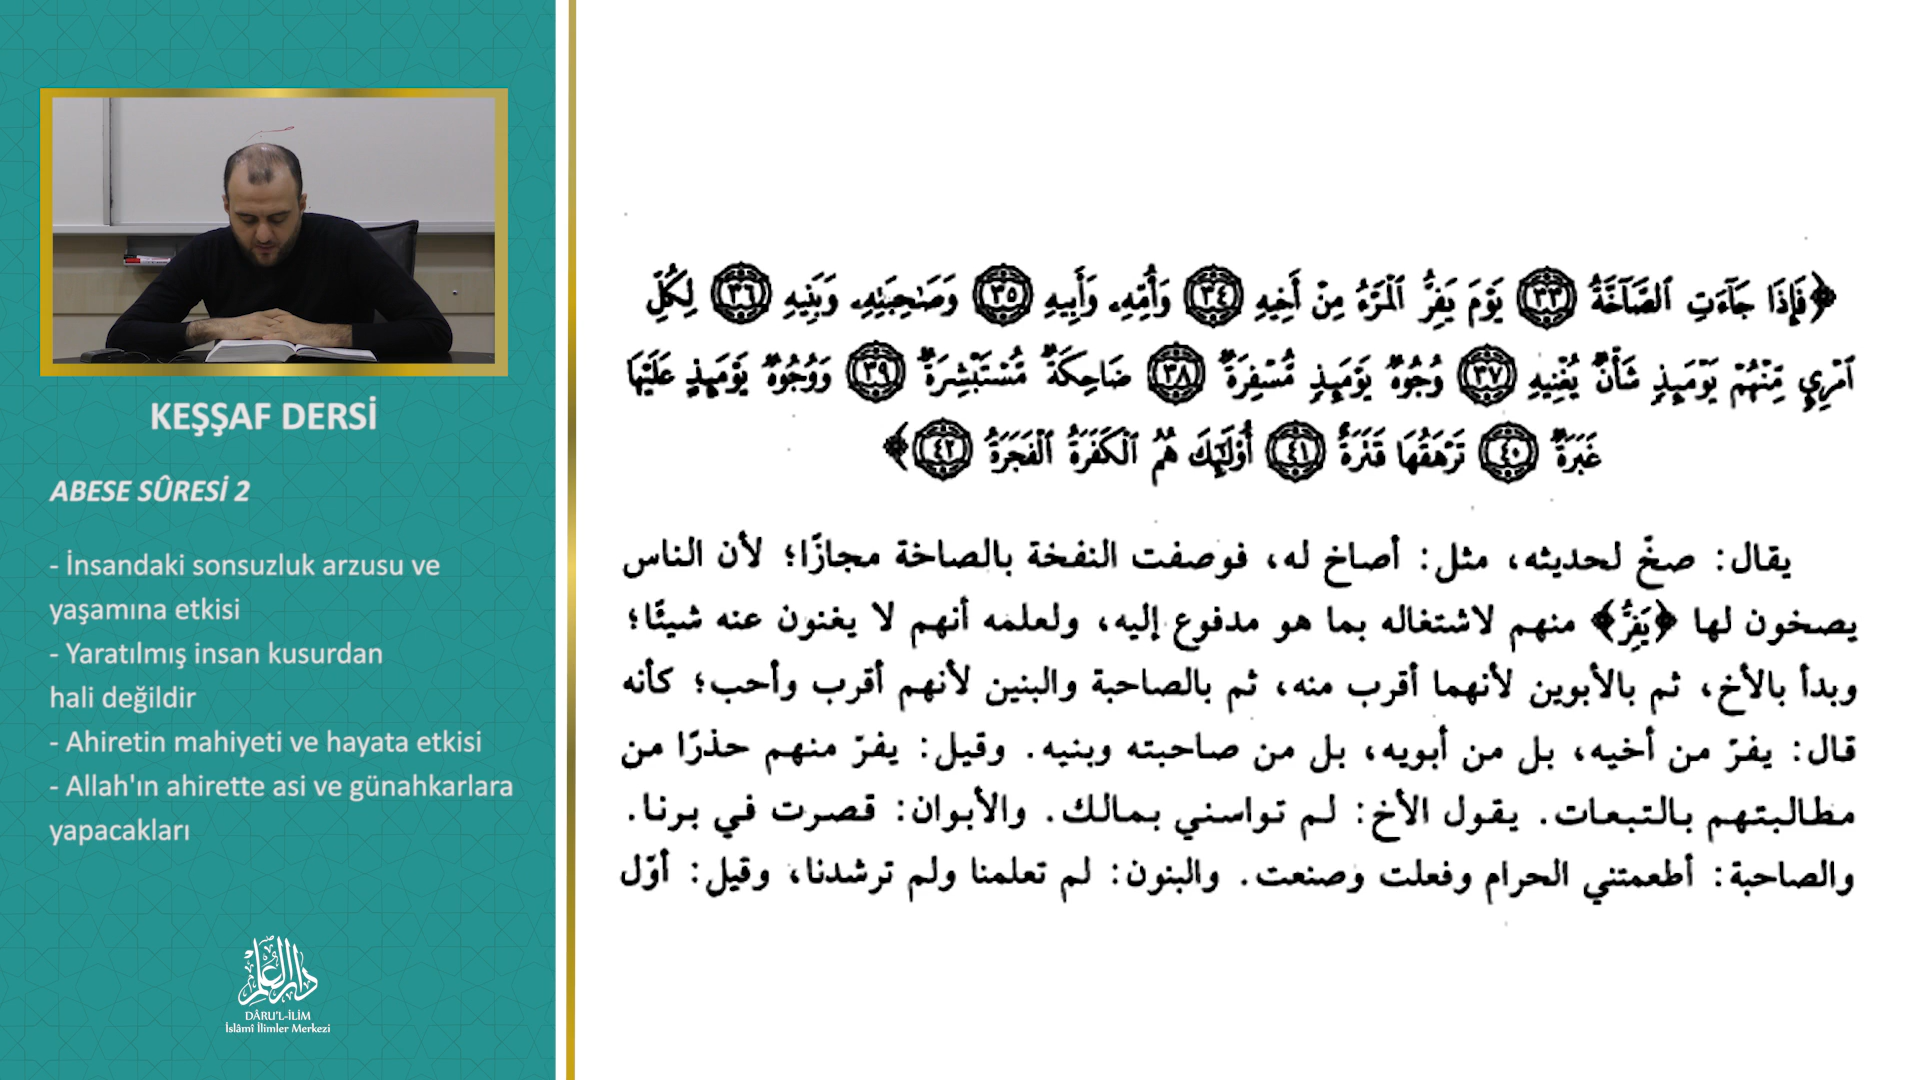 KEŞŞAF DERSİ
ABESE SÛRESİ 2
- İnsandaki sonsuzluk arzusu ve
yaşamına etkisi
- Yaratılmış insan kusurdan
hali değildir
- Ahiretin mahiyeti ve hayata etkisi
- Allah'ın ahirette asi ve günahkarlara
yapacakları
دار العلم
DÂRU'L-İLİM
İslâmî İlimler Merkezi
﴿فَإِذَا جَآءَتِ ٱلصَّآخَّةُ ٣٣ يَوْمَ يَفِرُّ ٱلْمَرْءُ مِنْ أَخِيهِ ٣٤ وَأُمِّهِۦ وَأَبِيهِ ٣٥ وَصَٰحِبَتِهِۦ وَبَنِيهِ ٣٦ لِكُلِّ
ٱمْرِئٍ مِّنْهُمْ يَوْمَئِذٍ شَأْنٌ يُغْنِيهِ ٣٧ وُجُوهٌ يَوْمَئِذٍ مُّسْفِرَةٌ ٣٨ ضَاحِكَةٌ مُّسْتَبْشِرَةٌ ٣٩ وَوُجُوهٌ يَوْمَئِذٍ عَلَيْهَا
غَبَرَةٌ ٤٠ تَرْهَقُهَا قَتَرَةٌ ٤١ أُوْلَٰٓئِكَ هُمُ ٱلْكَفَرَةُ ٱلْفَجَرَةُ ٤٢﴾
يقال: صخّ لحديثه، مثل: أصاخ له، فوصفت النفخة بالصاخة مجازًا؛ لأن الناس
يصخون لها ﴿يَفِرُّ﴾ منهم لاشتغاله بما هو مدفوع إليه، ولعلمه أنهم لا يغنون عنه شيئًا؛
وبدأ بالأخ، ثم بالأبوين لأنهما أقرب منه، ثم بالصاحبة والبنين لأنهم أقرب وأحب؛ كأنه
قال: يفرّ من أخيه، بل من أبويه، بل من صاحبته وبنيه. وقيل: يفرّ منهم حذرًا من
مطالبتهم بالتبعات. يقول الأخ: لم تواسني بمالك. والأبوان: قصرت في برنا.
والصاحبة: أطعمتني الحرام وفعلت وصنعت. والبنون: لم تعلمنا ولم ترشدنا، وقيل: أوّل